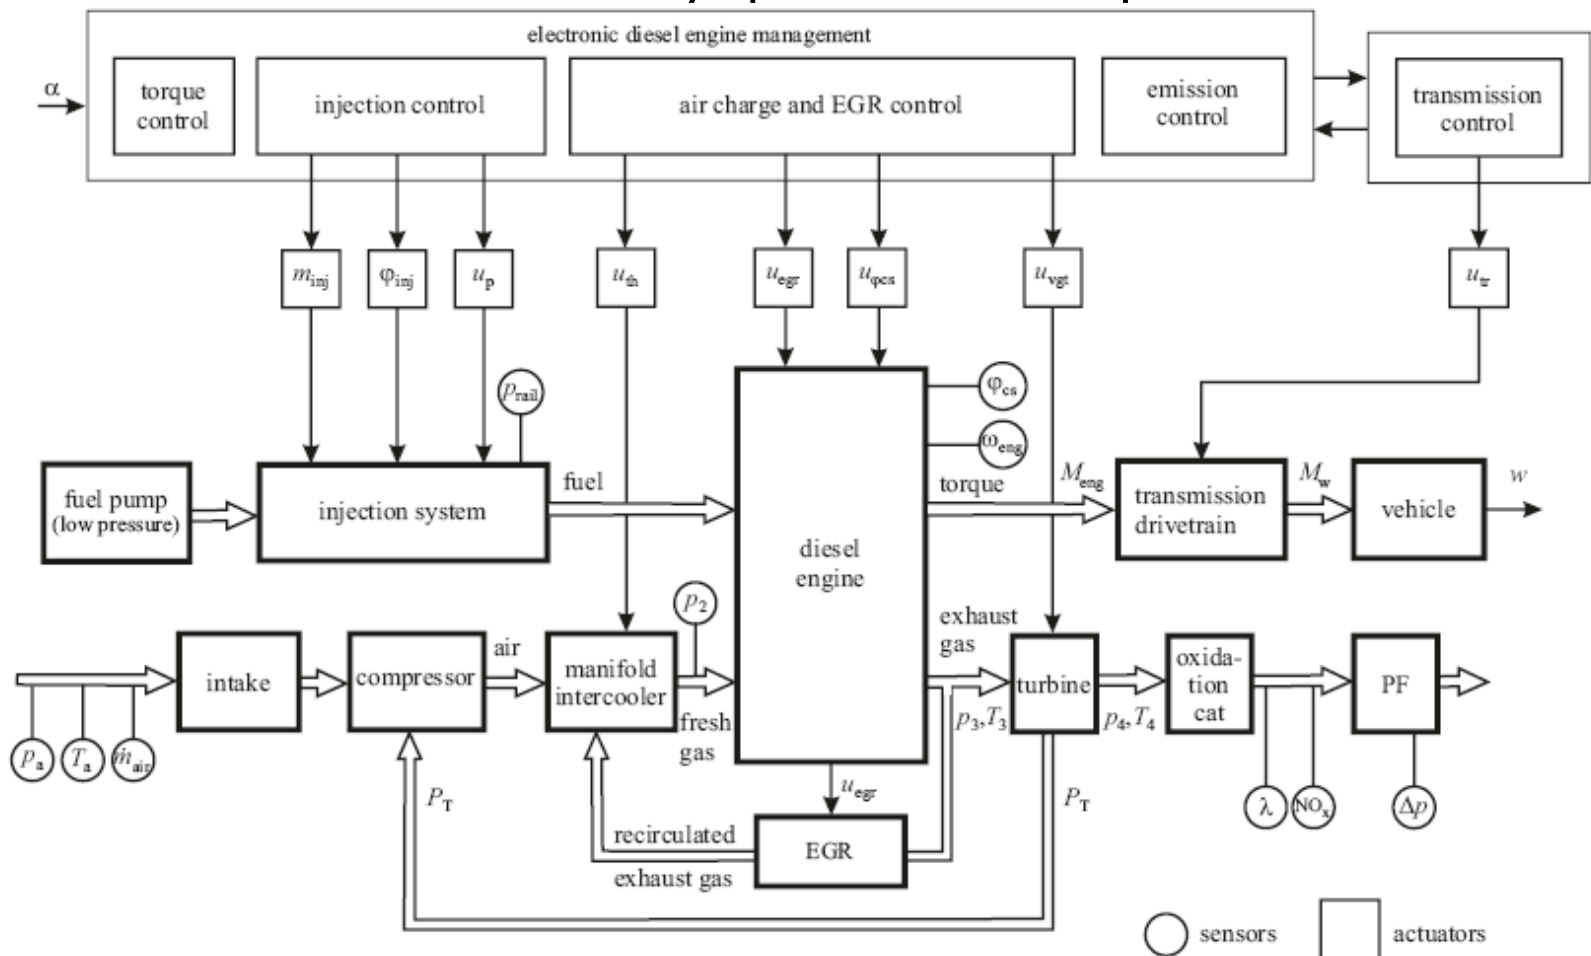 electronic diesel engine management
α
torque
control
injection control
air charge and EGR control
emission
control
transmission
control
m_inj
φ_inj
u_p
u_th
u_egr
u_φcs
u_vgt
u_tr
p_rail
φ_cs
ω_eng
fuel pump
(low pressure)
injection system
fuel
diesel
engine
torque
M_eng
transmission
drivetrain
M_w
vehicle
w
p_2
exhaust
gas
intake
compressor
air
manifold
intercooler
fresh
gas
turbine
p_3, T_3
p_4, T_4
oxida-
tion
cat
PF
p_a
T_a
ṁ_air
P_T
u_egr
P_T
λ
NO_x
Δp
recirculated
exhaust gas
EGR
sensors
actuators